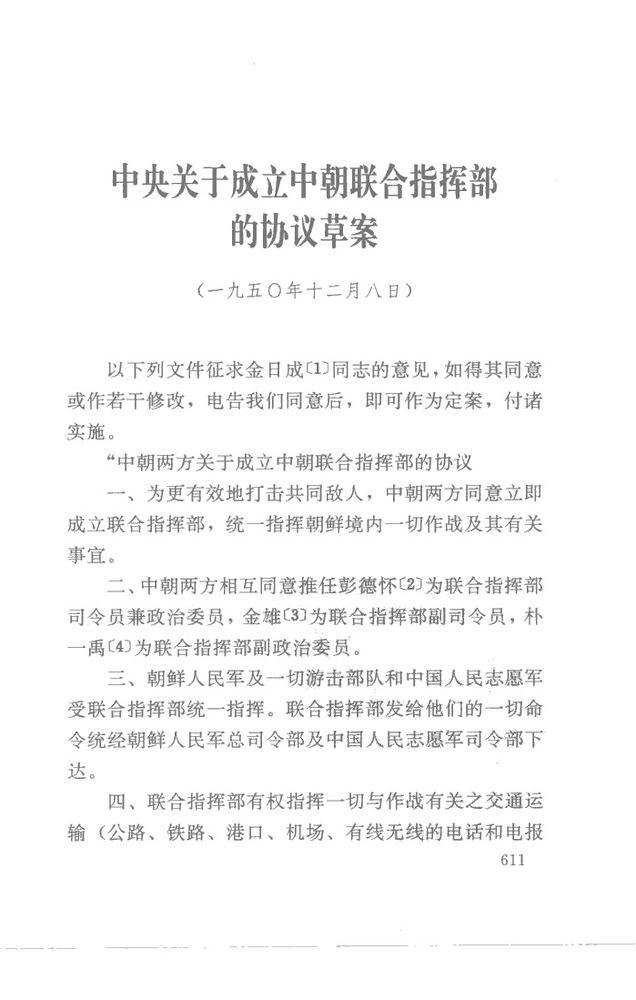 中央关于成立中朝联合指挥部
的协议草案
（一九五〇年十二月八日）
以下列文件征求金日成〔1〕同志的意见，如得其同意
或作若干修改，电告我们同意后，即可作为定案，付诸
实施。
“中朝两方关于成立中朝联合指挥部的协议
一、为更有效地打击共同敌人，中朝两方同意立即
成立联合指挥部，统一指挥朝鲜境内一切作战及其有关
事宜。
二、中朝两方相互同意推任彭德怀〔2〕为联合指挥部
司令员兼政治委员，金雄〔3〕为联合指挥部副司令员，朴
一禹〔4〕为联合指挥部副政治委员。
三、朝鲜人民军及一切游击部队和中国人民志愿军
受联合指挥部统一指挥。联合指挥部发给他们的一切命
令统经朝鲜人民军总司令部及中国人民志愿军司令部下
达。
四、联合指挥部有权指挥一切与作战有关之交通运
输（公路、铁路、港口、机场、有线无线的电话和电报
611